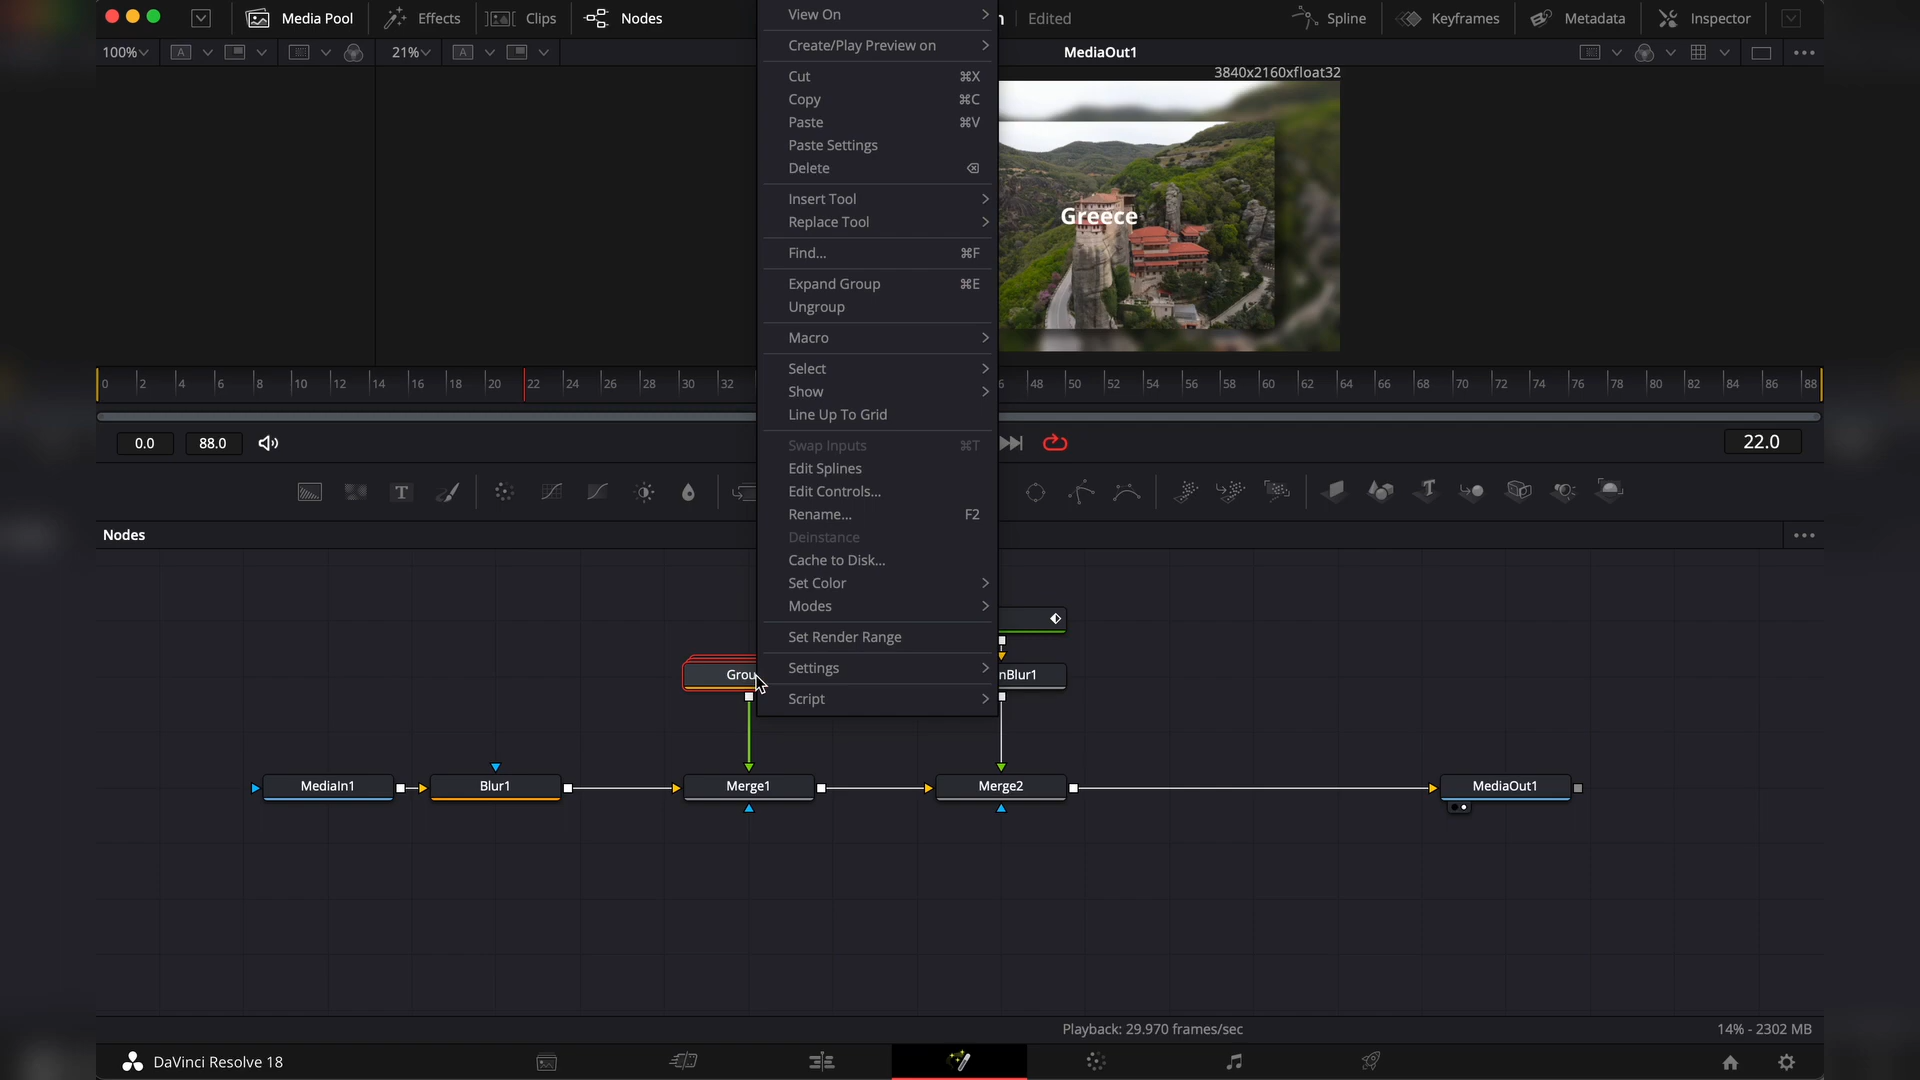 Media Pool
Effects
Clips
Nodes
n
Edited
Spline
Keyframes
Metadata
Inspector
100%
A
21%
A
MediaOut1
3840x2160xfloat32
View On
Create/Play Preview on
Cut ⌘X
Copy ⌘C
Paste ⌘V
Paste Settings
Delete ⌫
Insert Tool
Replace Tool
Find... ⌘F
Expand Group ⌘E
Ungroup
Macro
Select
Show
Line Up To Grid
Swap Inputs ⌘T
Edit Splines
Edit Controls...
Rename... F2
Deinstance
Cache to Disk...
Set Color
Modes
Set Render Range
Settings
Script
Greece
0 2 4 6 8 10 12 14 16 18 20 22 24 26 28 30 32 6 48 50 52 54 56 58 60 62 64 66 68 70 72 74 76 78 80 82 84 86 88
0.0 88.0 22.0
T
T
Nodes
Grou
nBlur1
MediaIn1
Blur1
Merge1
Merge2
MediaOut1
Playback: 29.970 frames/sec
14% - 2302 MB
DaVinci Resolve 18